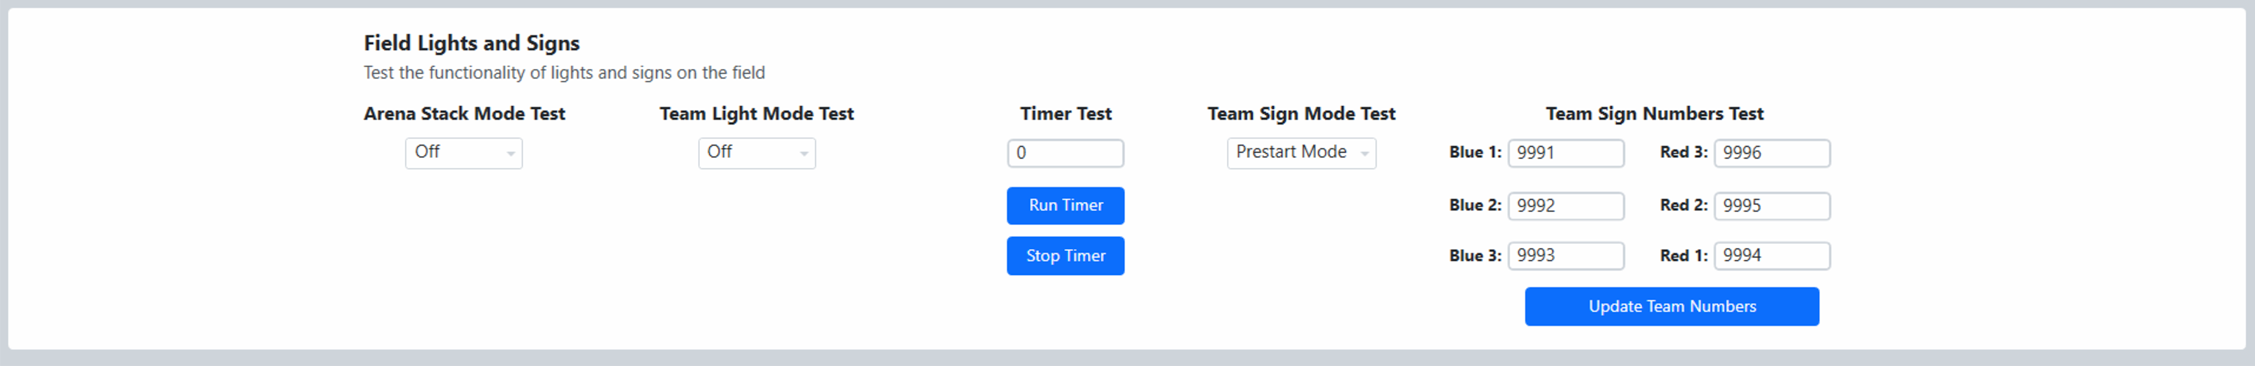 Field Lights and Signs
Test the functionality of lights and signs on the field
Arena Stack Mode Test
Off
Team Light Mode Test
Off
Timer Test
0
Run Timer
Stop Timer
Team Sign Mode Test
Prestart Mode
Team Sign Numbers Test
Blue 1: 9991 Red 3: 9996
Blue 2: 9992 Red 2: 9995
Blue 3: 9993 Red 1: 9994
Update Team Numbers